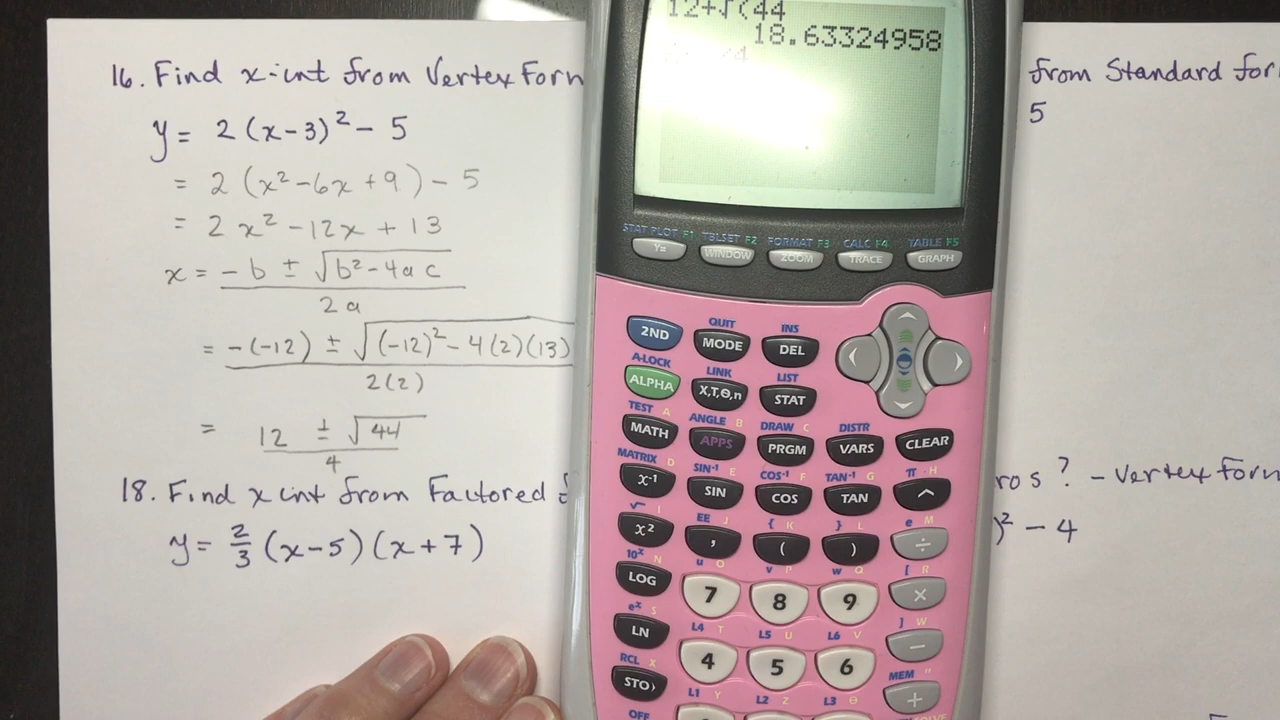 12+√(44
18.63324958
16. Find x-int from Vertex Form
from Standard for
y = 2(x-3)² - 5
5
= 2(x²-6x+9) - 5
= 2x² - 12x + 13
x = -b ± √b²-4ac
2a
= -(-12) ± √(-12)² - 4(2)(13)
2(2)
= 12 ± √44
4
18. Find x int from Factored
ros? - Vertex Form
y = 2/3 (x-5)(x+7)
)² - 4
STAT PLOT F1 TBLSET F2 FORMAT F3 CALC F4 TABLE F5
Y= WINDOW ZOOM TRACE GRAPH
QUIT INS
2ND MODE DEL
A-LOCK LINK LIST
ALPHA X,T,Θ,n STAT
TEST A ANGLE B DRAW C DISTR
MATH APPS PRGM VARS CLEAR
MATRIX D SIN⁻¹ E COS⁻¹ F TAN⁻¹ G π H
x⁻¹ SIN COS TAN ^
√ I EE J { K } L e M
x² , ( ) ÷
10ˣ N u O v P w Q [ R
LOG 7 8 9 ×
eˣ S L4 T L5 U L6 V ] W
LN 4 5 6 −
RCL X L1 Y L2 Z L3 θ MEM "
STO› +
OFF